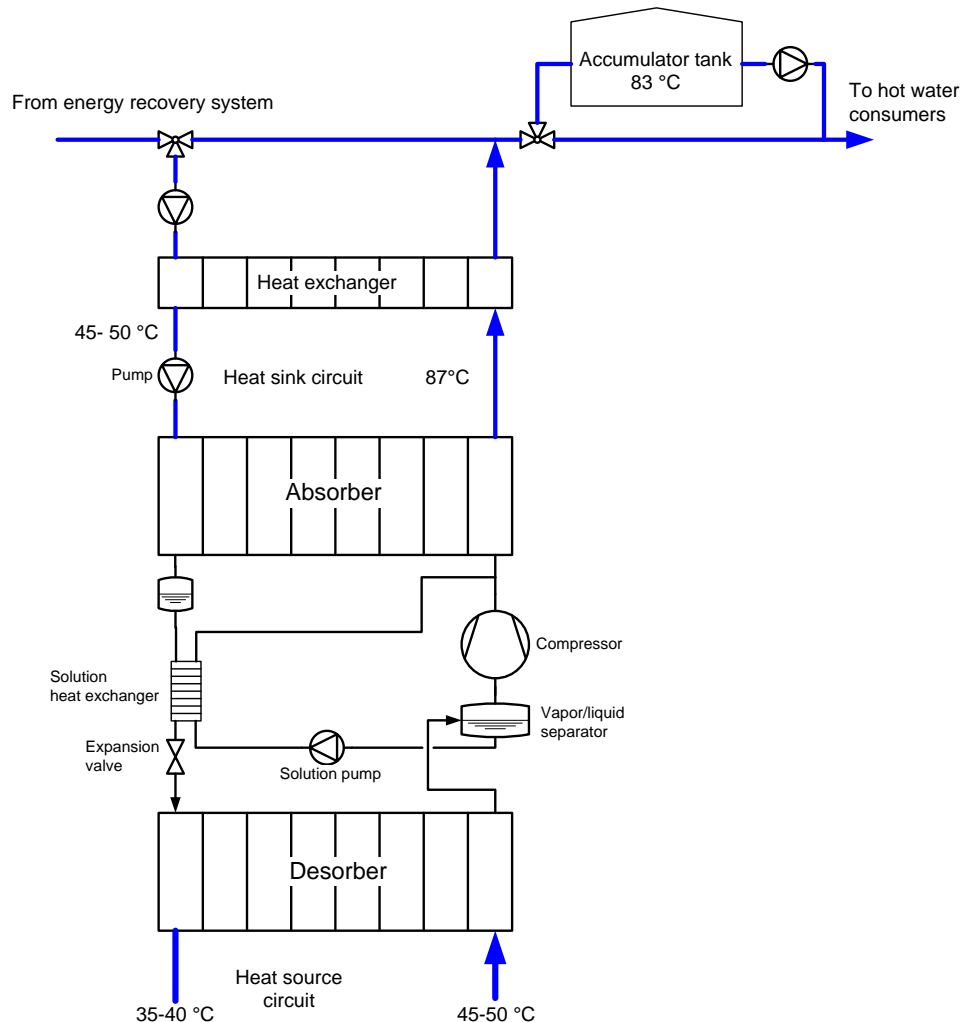 Accumulator tank
83 °C
To hot water
consumers
From energy recovery system
Heat exchanger
45- 50 °C
Pump
Heat sink circuit
87°C
Absorber
Compressor
Solution
heat exchanger
Vapor/liquid
separator
Expansion
valve
Solution pump
Desorber
Heat source
circuit
35-40 °C
45-50 °C